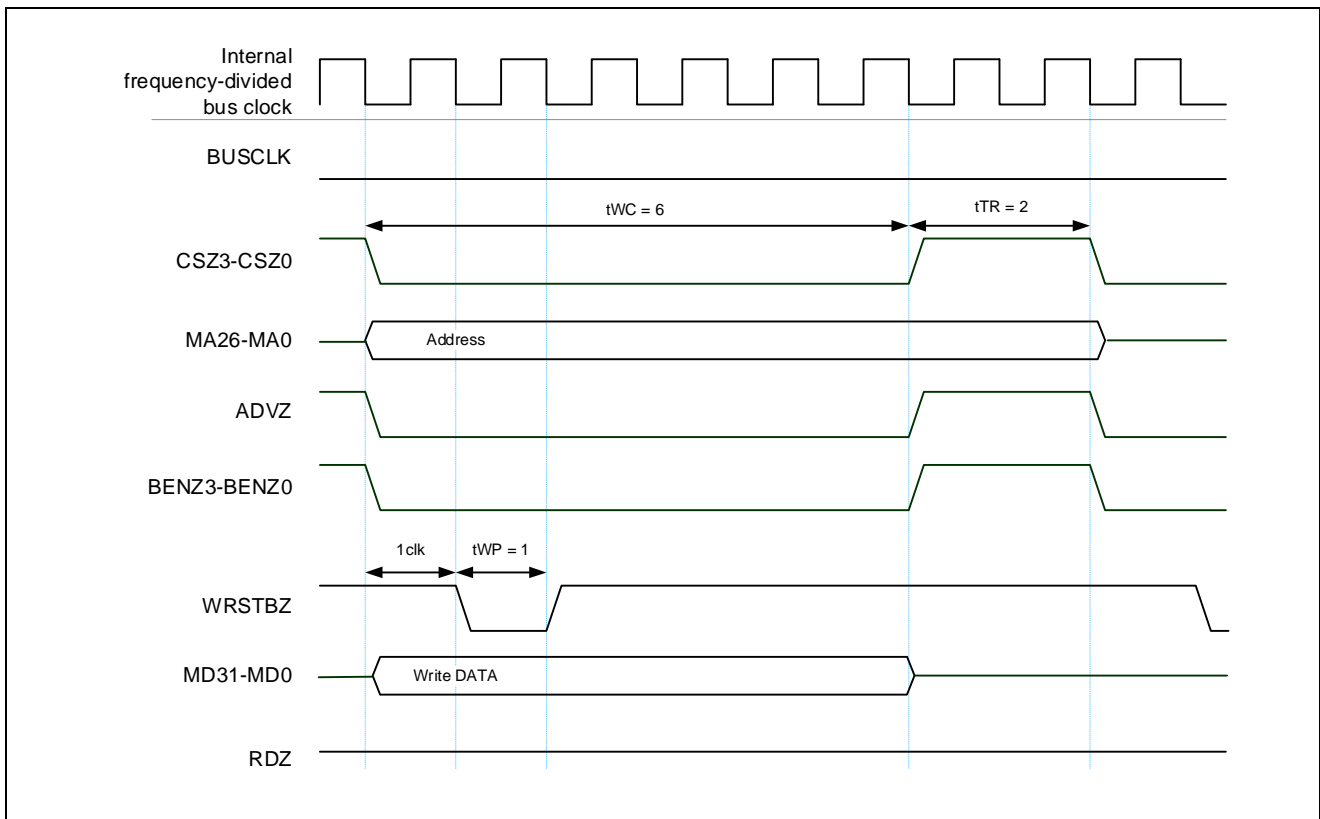 Internal
frequency-divided
bus clock
BUSCLK
tWC = 6
tTR = 2
CSZ3-CSZ0
MA26-MA0
Address
ADVZ
BENZ3-BENZ0
1clk
tWP = 1
WRSTBZ
MD31-MD0
Write DATA
RDZ